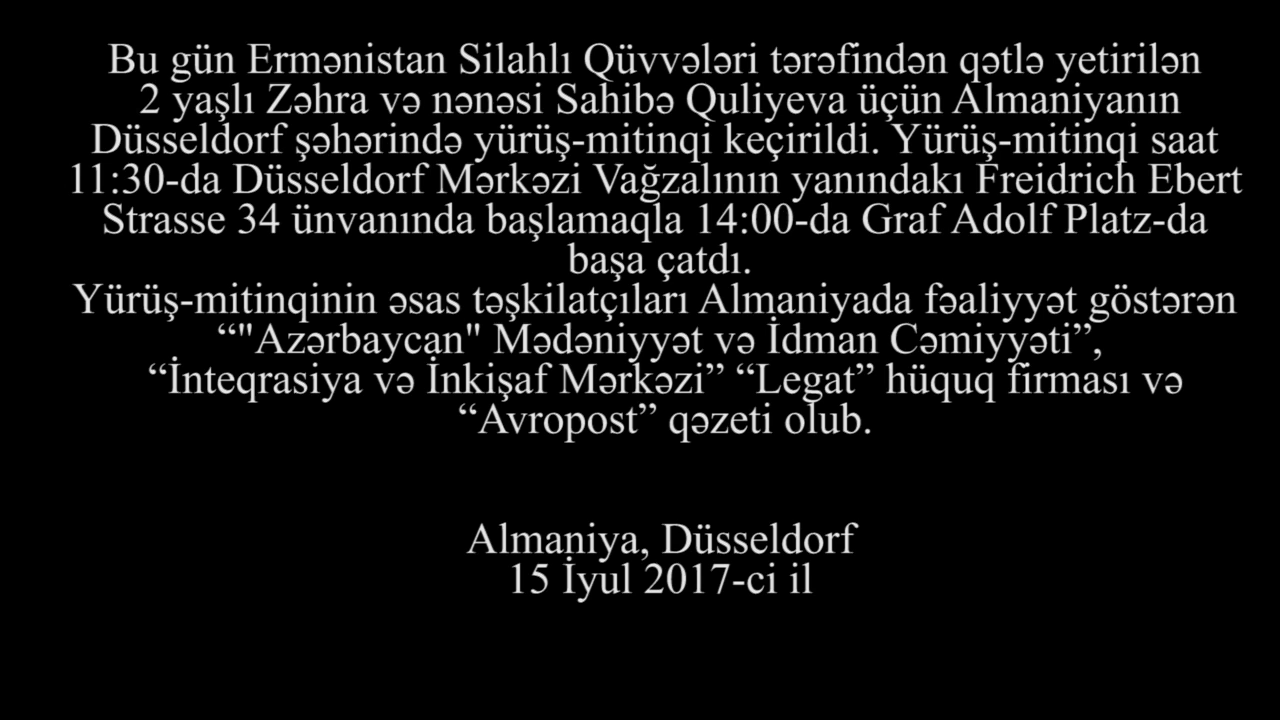 Bu gün Ermənistan Silahlı Qüvvələri tərəfindən qətlə yetirilən
2 yaşlı Zəhra və nənəsi Sahibə Quliyeva üçün Almaniyanın
Düsseldorf şəhərində yürüş-mitinqi keçirildi. Yürüş-mitinqi saat
11:30-da Düsseldorf Mərkəzi Vağzalının yanındakı Freidrich Ebert
Strasse 34 ünvanında başlamaqla 14:00-da Graf Adolf Platz-da
başa çatdı.
Yürüş-mitinqinin əsas təşkilatçıları Almaniyada fəaliyyət göstərən
“"Azərbaycan" Mədəniyyət və İdman Cəmiyyəti”,
“İnteqrasiya və İnkişaf Mərkəzi” “Legat” hüquq firması və
“Avropost” qəzeti olub.
Almaniya, Düsseldorf
15 İyul 2017-ci il